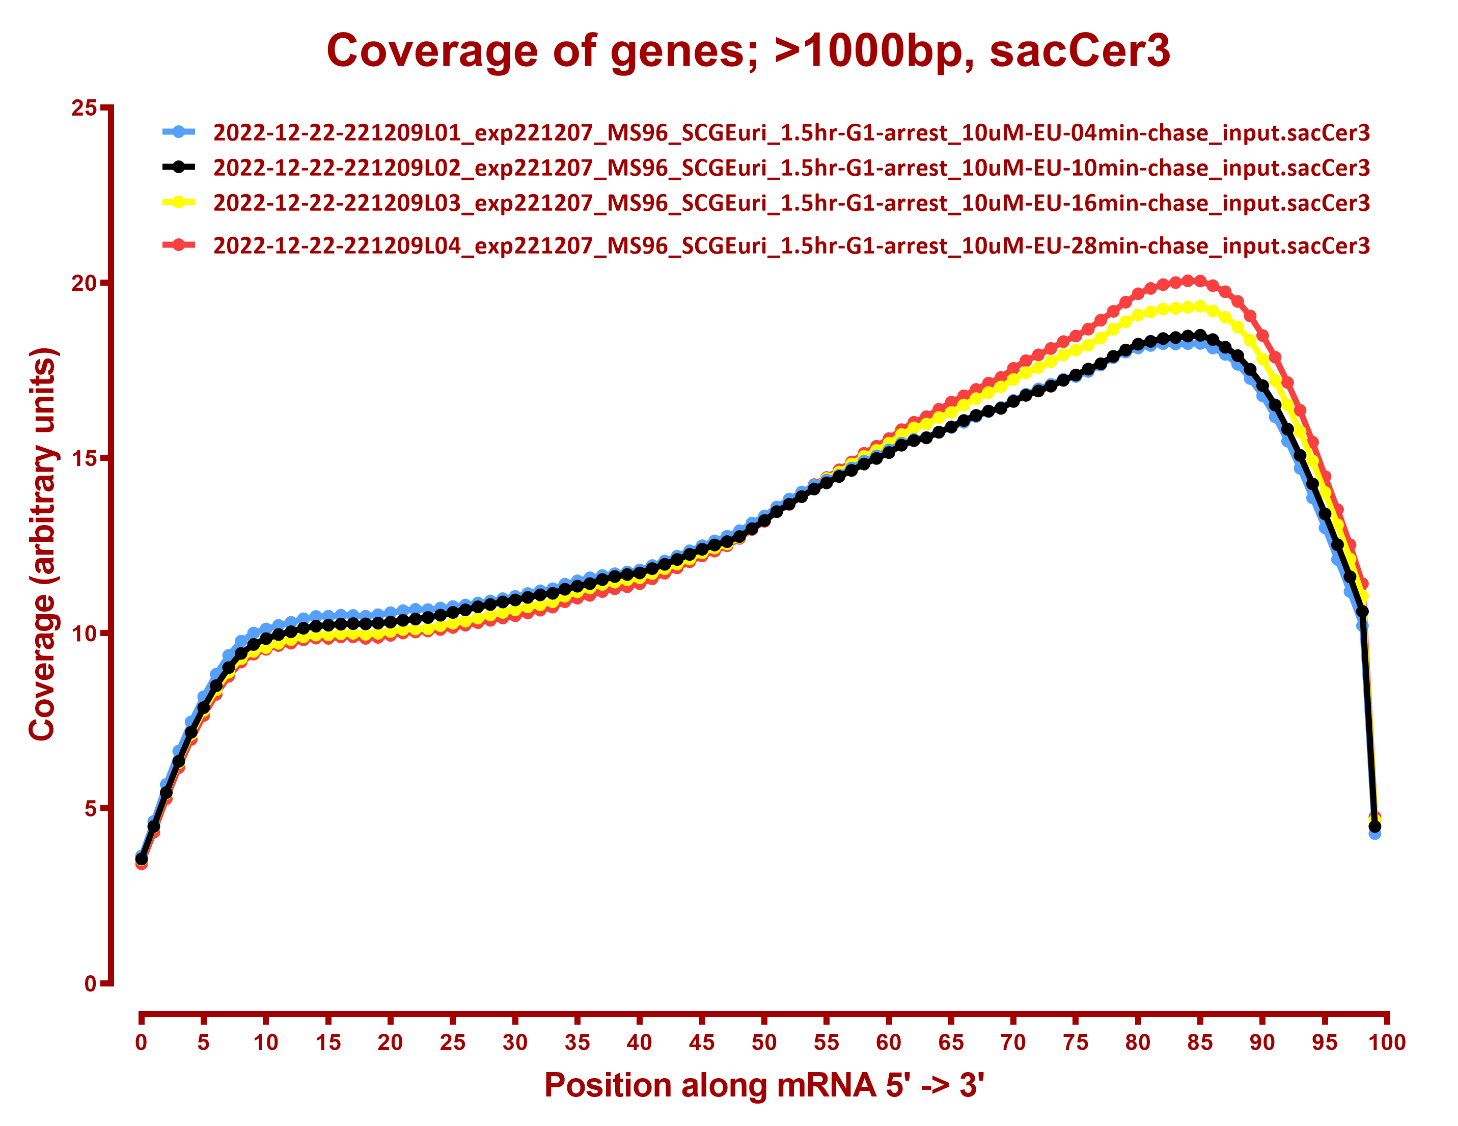 Coverage of genes; >1000bp, sacCer3
25
2022-12-22-221209L01_exp221207_MS96_SCGEuri_1.5hr-G1-arrest_10uM-EU-04min-chase_input.sacCer3
2022-12-22-221209L02_exp221207_MS96_SCGEuri_1.5hr-G1-arrest_10uM-EU-10min-chase_input.sacCer3
2022-12-22-221209L03_exp221207_MS96_SCGEuri_1.5hr-G1-arrest_10uM-EU-16min-chase_input.sacCer3
2022-12-22-221209L04_exp221207_MS96_SCGEuri_1.5hr-G1-arrest_10uM-EU-28min-chase_input.sacCer3
20
15
10
5
0
Coverage (arbitrary units)
0 5 10 15 20 25 30 35 40 45 50 55 60 65 70 75 80 85 90 95 100
Position along mRNA 5' -> 3'